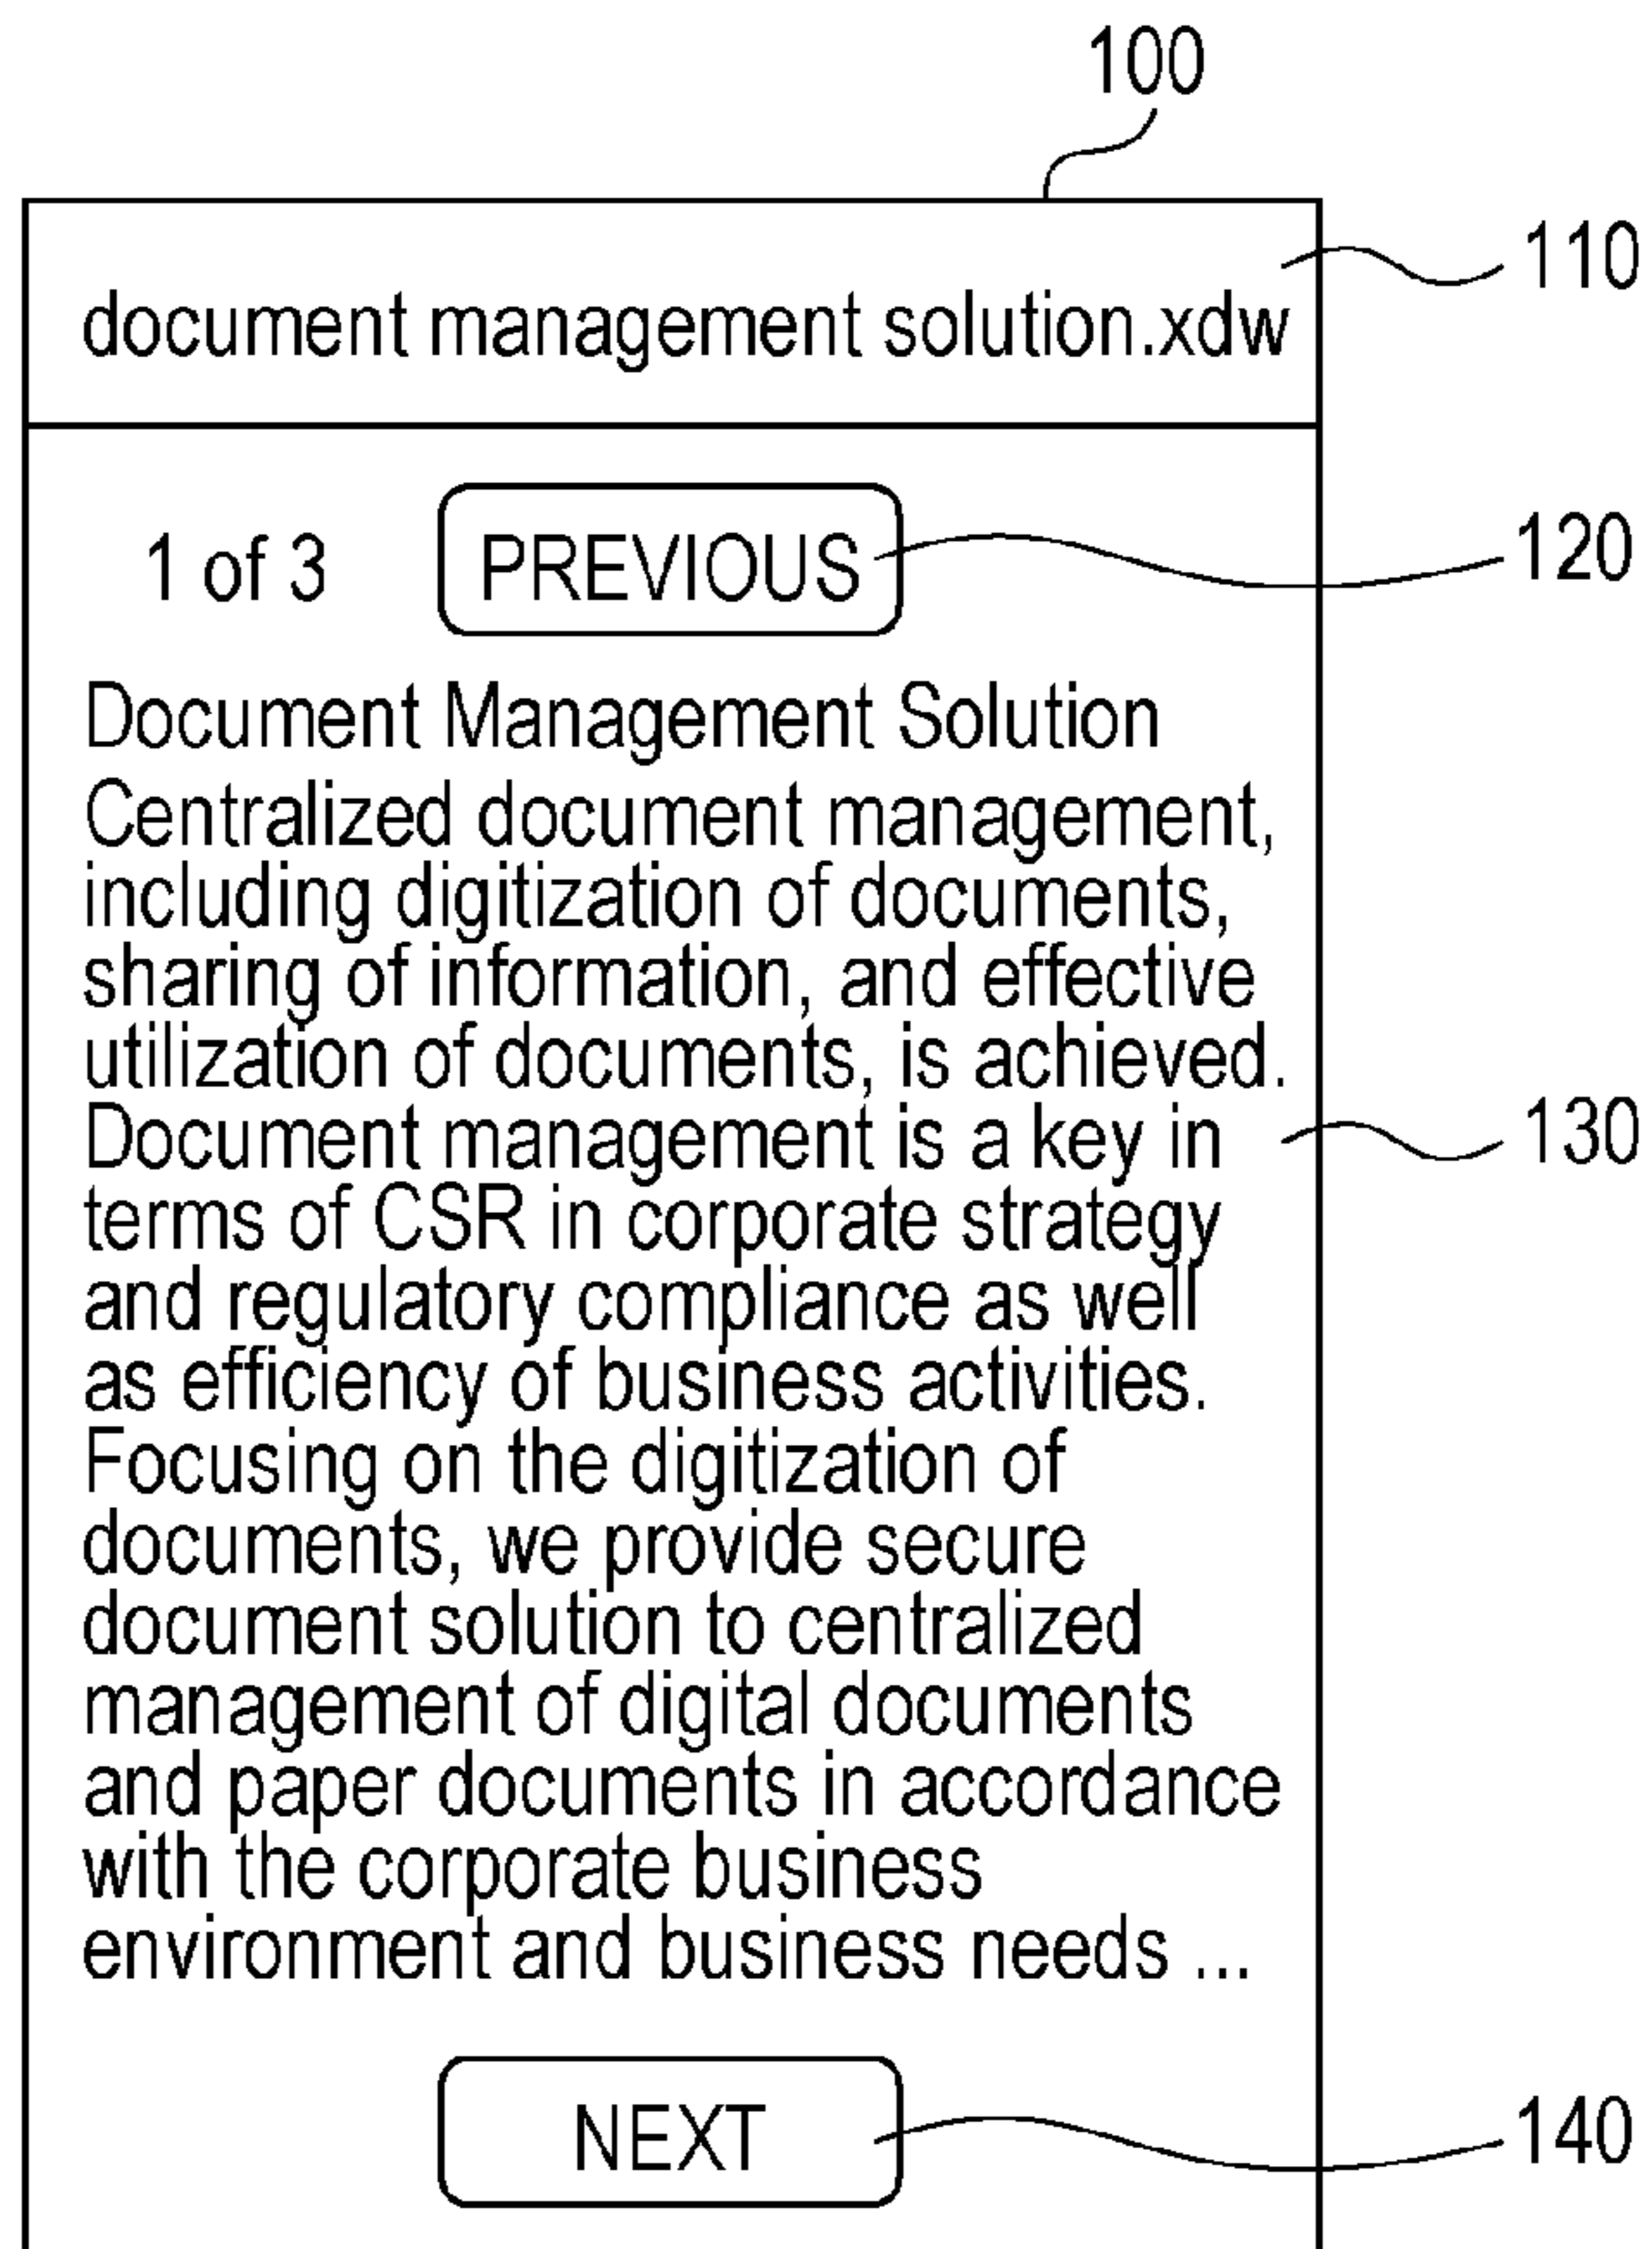 100
110
document management solution.xdw
1 of 3 PREVIOUS 120
Document Management Solution
Centralized document management,
including digitization of documents,
sharing of information, and effective
utilization of documents, is achieved.
Document management is a key in 130
terms of CSR in corporate strategy
and regulatory compliance as well
as efficiency of business activities.
Focusing on the digitization of
documents, we provide secure
document solution to centralized
management of digital documents
and paper documents in accordance
with the corporate business
environment and business needs ...
NEXT 140